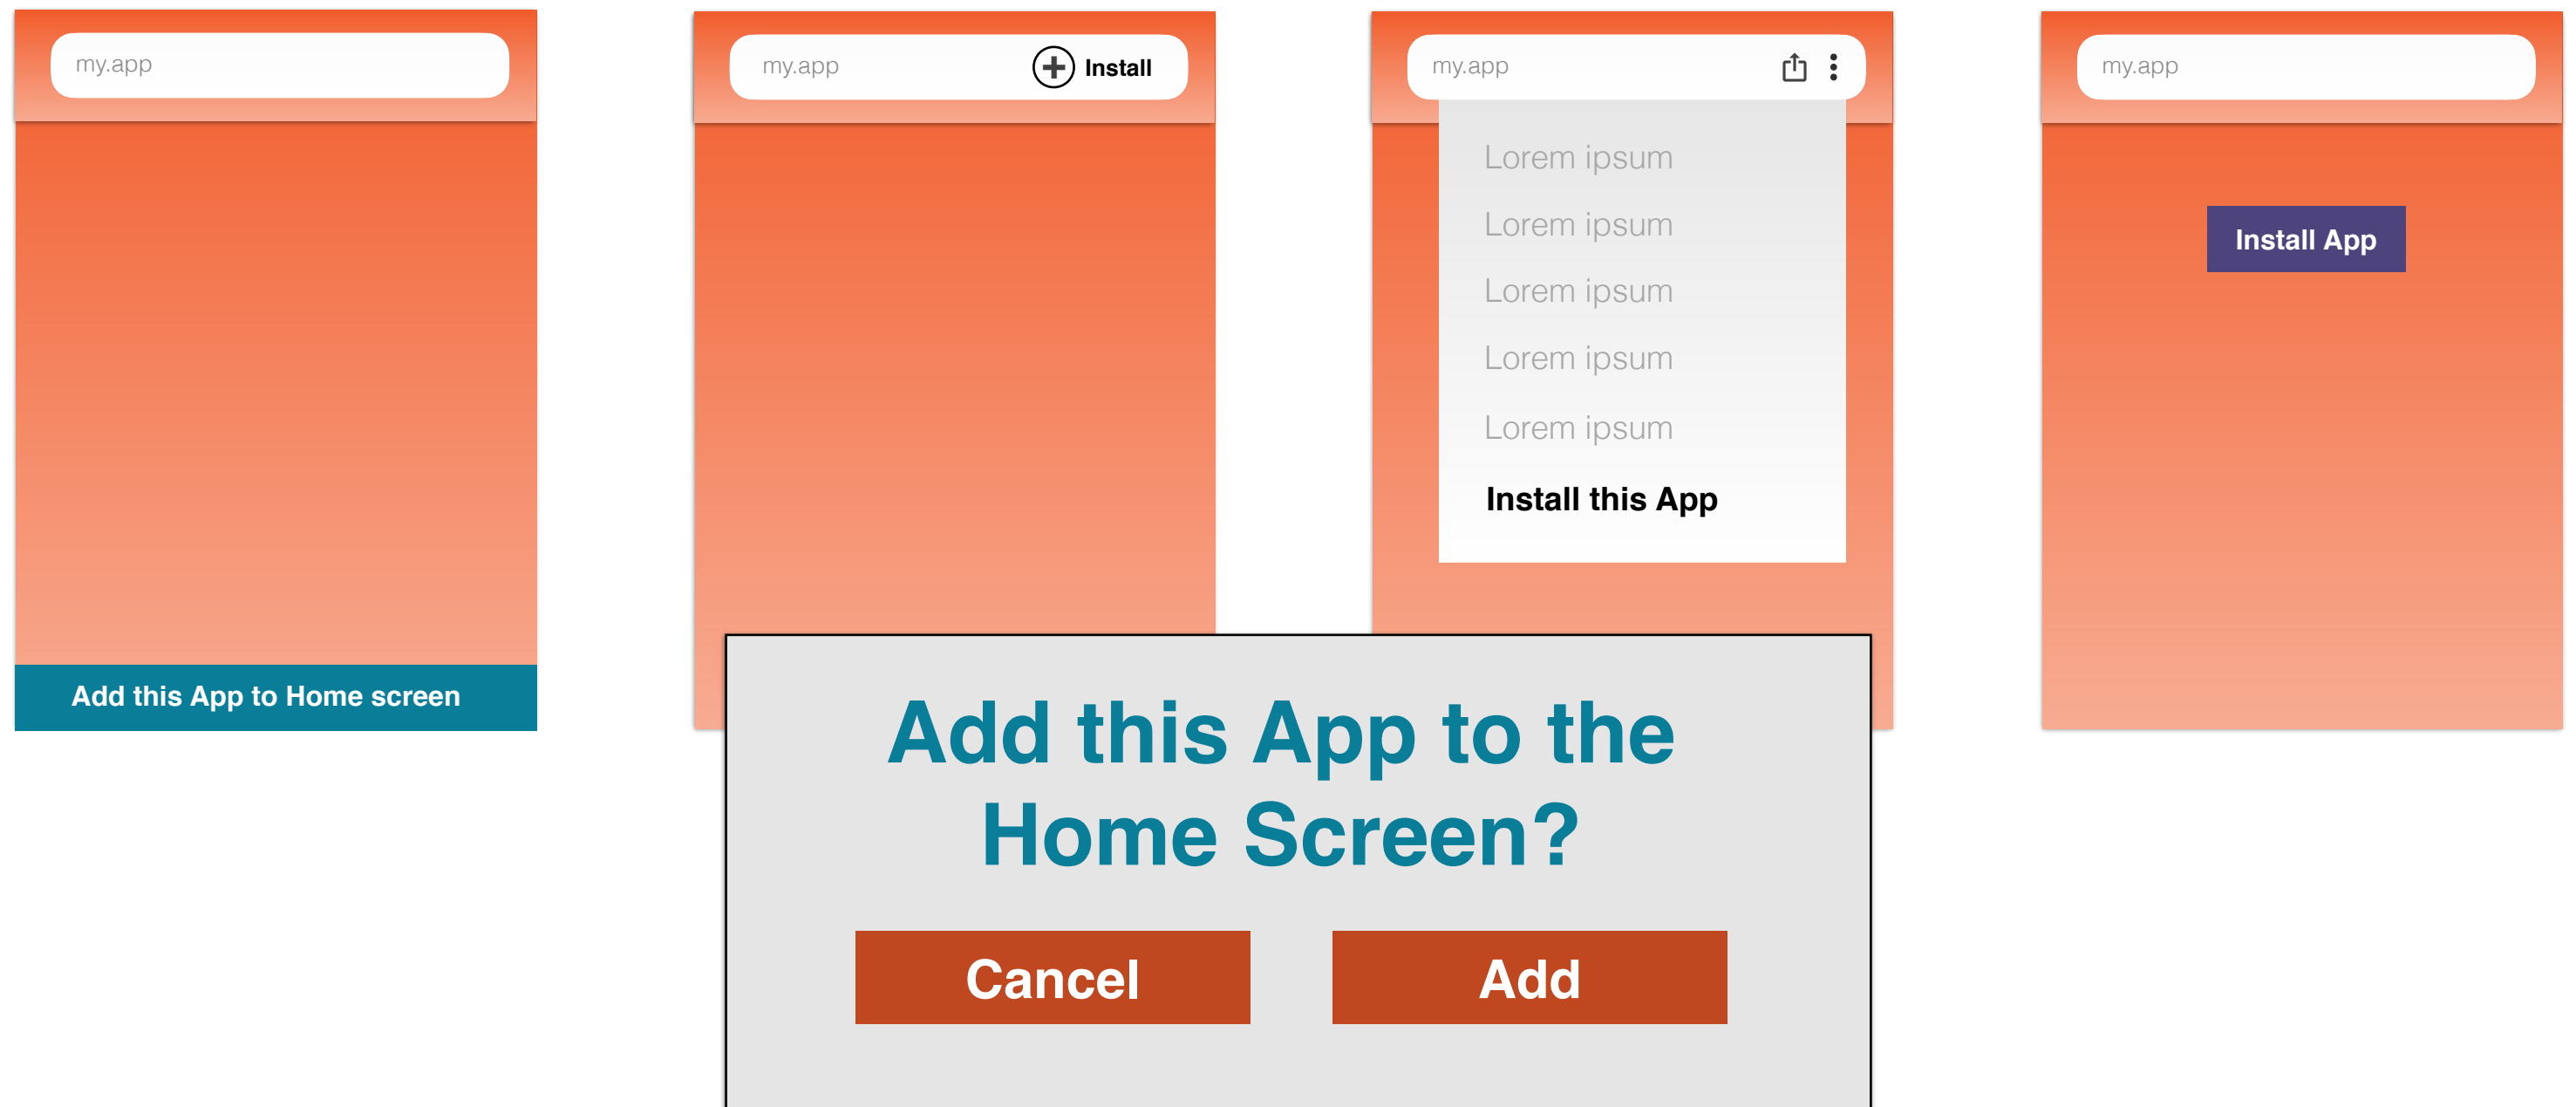 my.app
Add this App to Home screen
my.app
Install
my.app
Lorem ipsum
Lorem ipsum
Lorem ipsum
Lorem ipsum
Lorem ipsum
Install this App
my.app
Install App
Add this App to the
Home Screen?
Cancel
Add